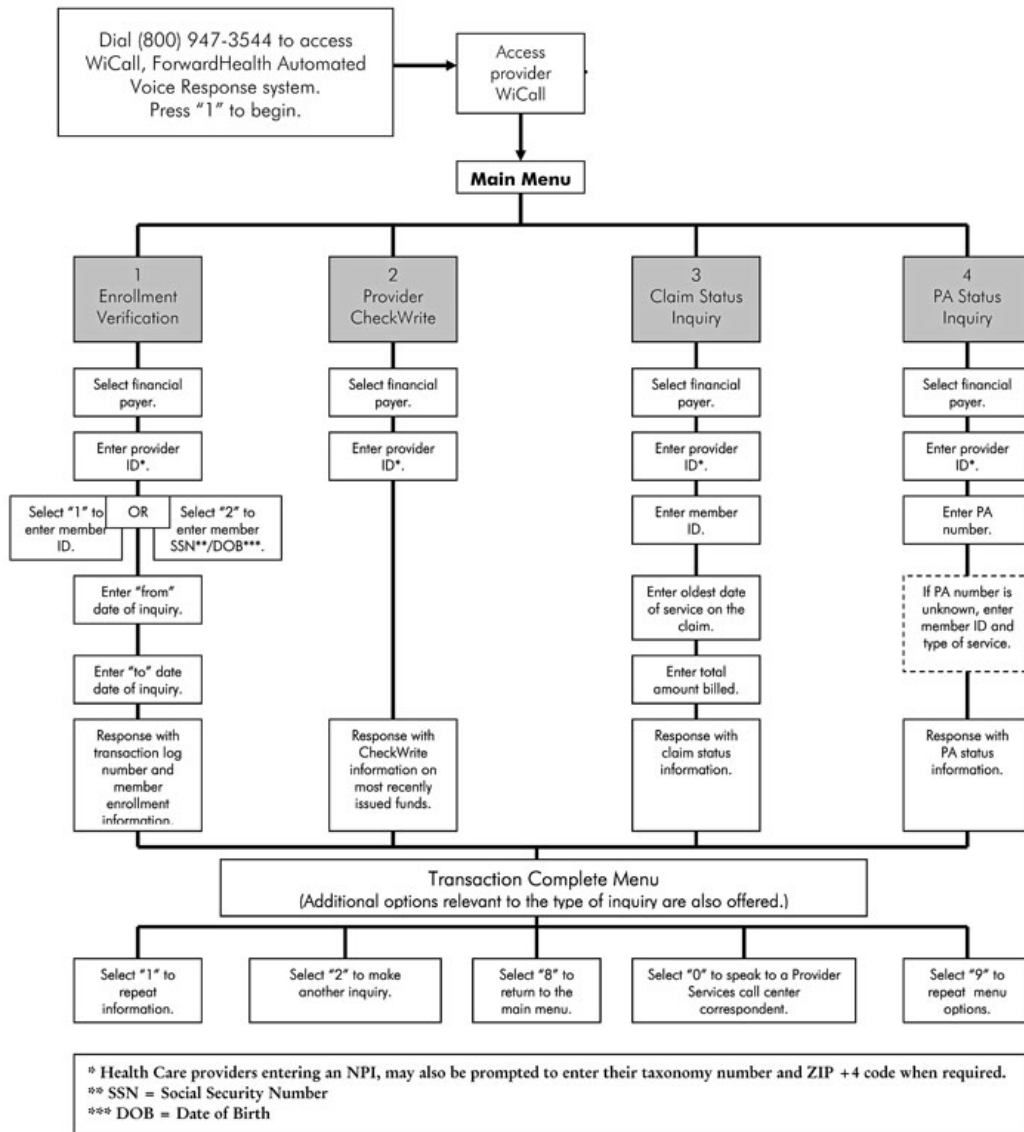 Dial (800) 947-3544 to access
WiCall, ForwardHealth Automated
Voice Response system.
Press “1” to begin.
Access
provider
WiCall
Main Menu
1
Enrollment
Verification
Select financial
payer.
Enter provider
ID*.
Select “1” to
enter member
ID.
OR
Select “2” to
enter member
SSN**/DOB***.
Enter “from”
date of inquiry.
Enter “to” date
date of inquiry.
Response with
transaction log
number and
member
enrollment
information.
2
Provider
CheckWrite
Select financial
payer.
Enter provider
ID*.
Response with
CheckWrite
information on
most recently
issued funds.
3
Claim Status
Inquiry
Select financial
payer.
Enter provider
ID*.
Enter member
ID.
Enter oldest date
of service on the
claim.
Enter total
amount billed.
Response with
claim status
information.
4
PA Status
Inquiry
Select financial
payer.
Enter provider
ID*.
Enter PA
number.
If PA number is
unknown, enter
member ID and
type of service.
Response with
PA status
information.
Transaction Complete Menu
(Additional options relevant to the type of inquiry are also offered.)
Select “1” to
repeat
information.
Select “2” to make
another inquiry.
Select “8” to
return to the
main menu.
Select “0” to speak to a Provider
Services call center
correspondent.
Select “9” to
repeat menu
options.
* Health Care providers entering an NPI, may also be prompted to enter their taxonomy number and ZIP +4 code when required.
** SSN = Social Security Number
*** DOB = Date of Birth